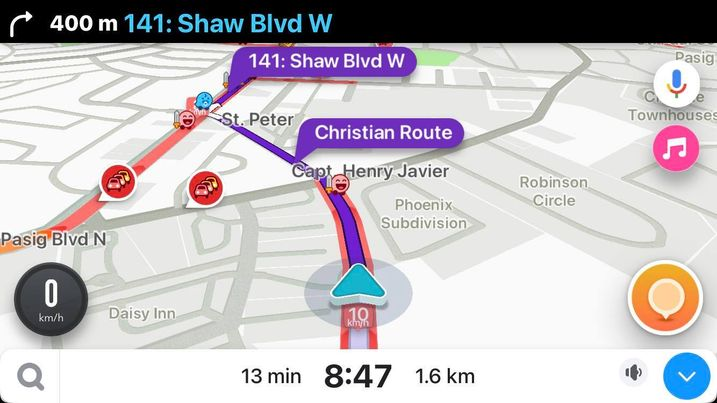 400 m 141: Shaw Blvd W
141: Shaw Blvd W
Pasig
St. Peter
Townhouses
Christian Route
Capt. Henry Javier
Robinson
Circle
Phoenix
Subdivision
Pasig Blvd N
0
km/h
Daisy Inn
10
km/h
13 min 8:47 1.6 km